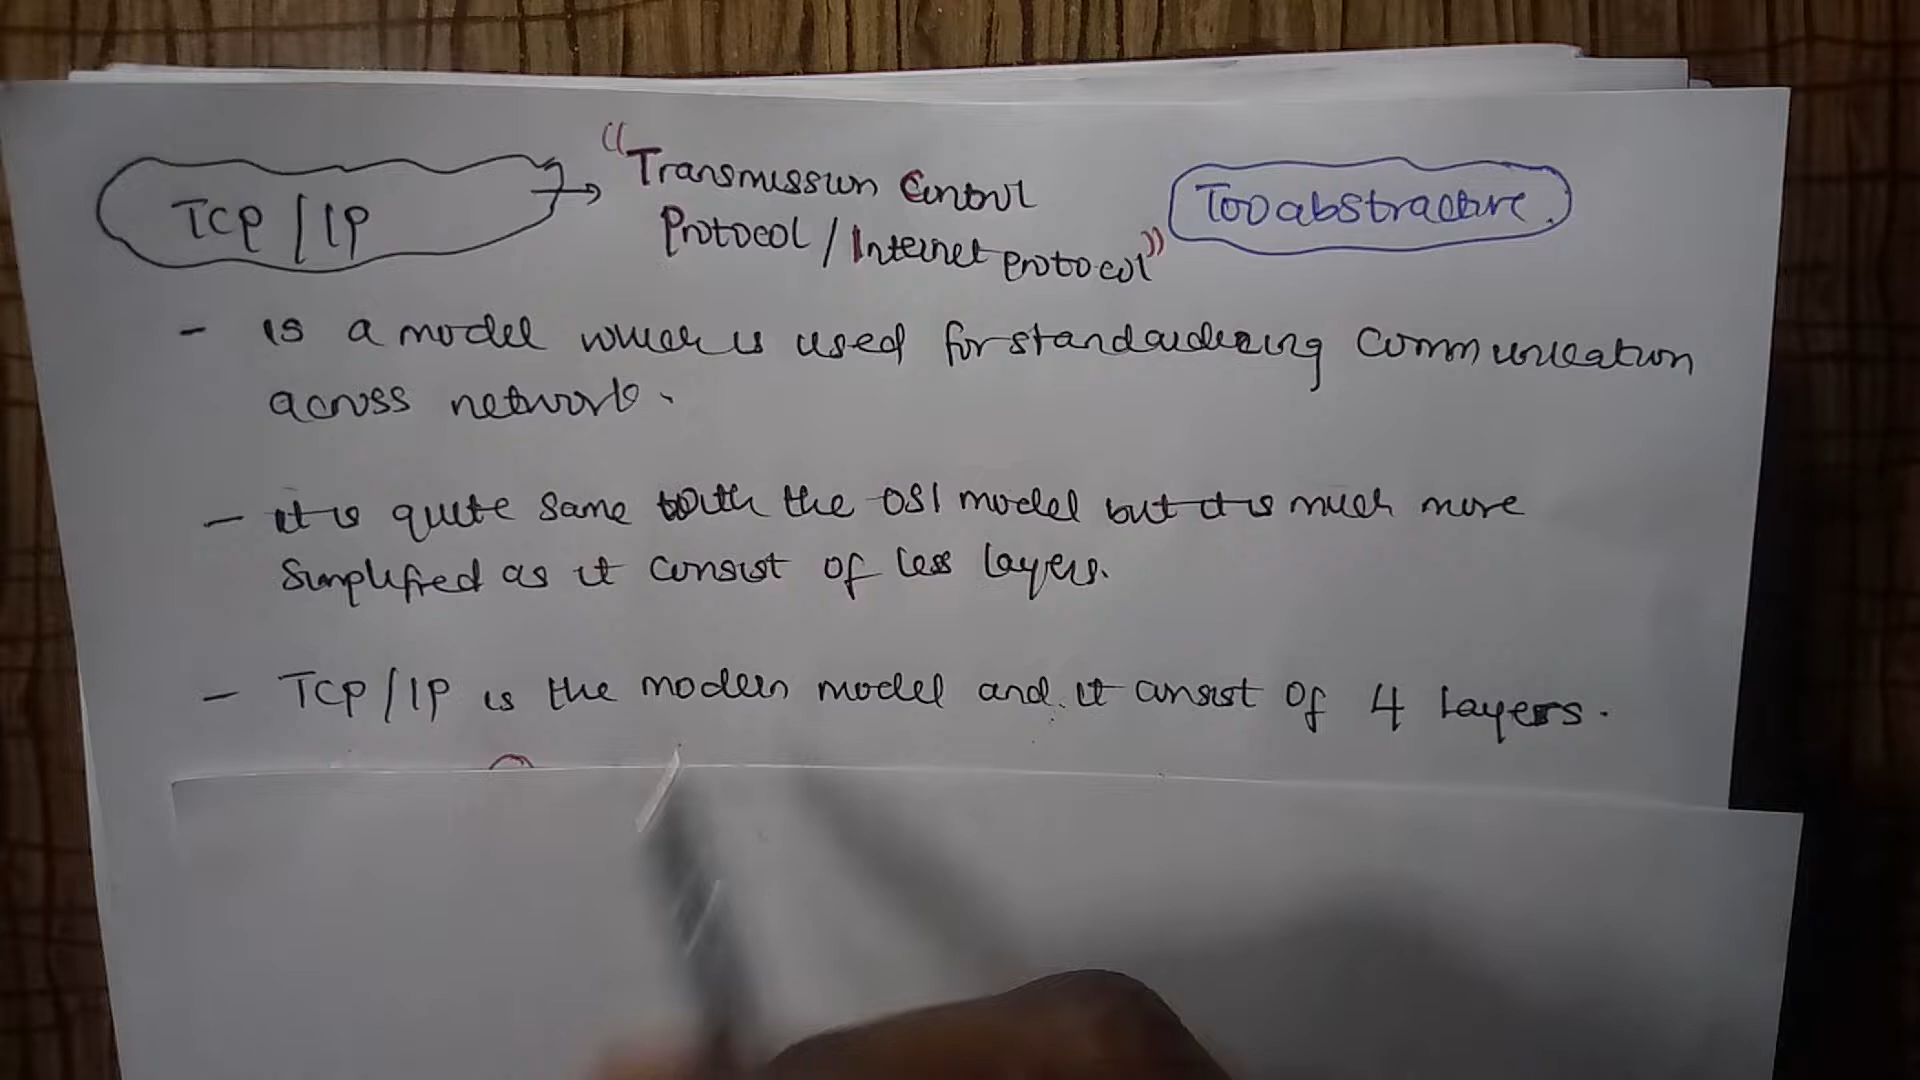 TCP/IP
"Transmission Control
Protocol / Internet protocol"
Too abstractive.
- is a model which is used for standardizing communication
across network.
- it is quite same with the OSI model but it is much more
simplified as it consist of less layers.
- TCP/IP is the modern model and it consist of 4 layers.